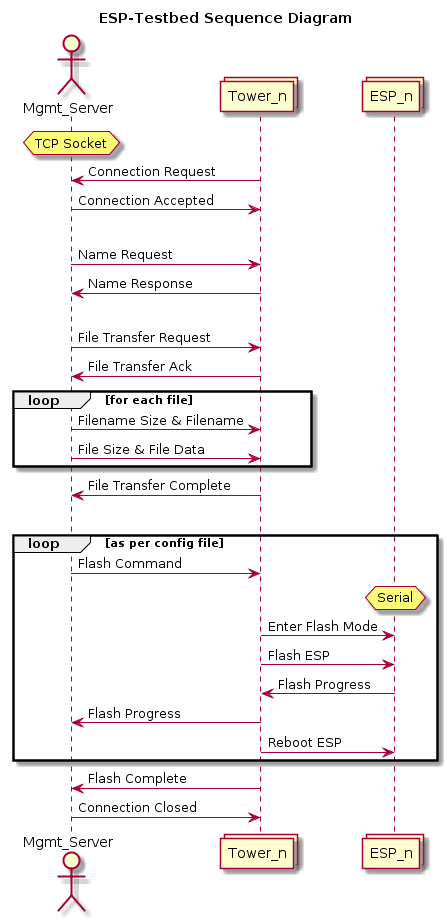 ESP-Testbed Sequence Diagram
Mgmt_Server
Tower_n
ESP_n
TCP Socket
Connection Request
Connection Accepted
Name Request
Name Response
File Transfer Request
File Transfer Ack
loop [for each file]
Filename Size & Filename
File Size & File Data
File Transfer Complete
loop [as per config file]
Flash Command
Serial
Enter Flash Mode
Flash ESP
Flash Progress
Flash Progress
Reboot ESP
Flash Complete
Connection Closed
Mgmt_Server
Tower_n
ESP_n